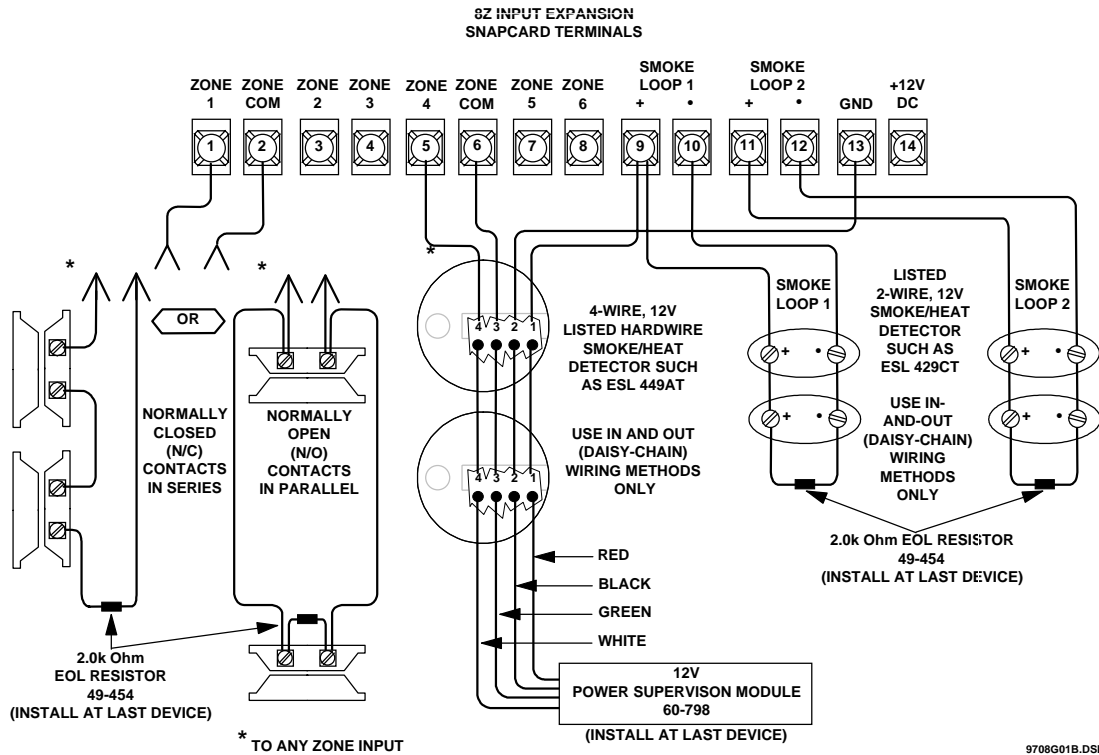 8Z INPUT EXPANSION
SNAPCARD TERMINALS
ZONE
1
ZONE
COM
ZONE
2
ZONE
3
ZONE
4
ZONE
COM
ZONE
5
ZONE
6
SMOKE
LOOP 1
+ •
SMOKE
LOOP 2
+ •
GND
+12V
DC
1 2 3 4 5 6 7 8 9 10 11 12 13 14
*
*
*
OR
NORMALLY
CLOSED
(N/C)
CONTACTS
IN SERIES
NORMALLY
OPEN
(N/O)
CONTACTS
IN PARALLEL
4 3 2 1
4-WIRE, 12V
LISTED HARDWIRE
SMOKE/HEAT
DETECTOR SUCH
AS ESL 449AT
4 3 2 1
USE IN AND OUT
(DAISY-CHAIN)
WIRING METHODS
ONLY
SMOKE
LOOP 1
+ •
+ •
LISTED
2-WIRE, 12V
SMOKE/HEAT
DETECTOR
SUCH AS
ESL 429CT
USE IN-
AND-OUT
(DAISY-CHAIN)
WIRING
METHODS
ONLY
SMOKE
LOOP 2
+ •
+ •
2.0k Ohm EOL RESISTOR
49-454
(INSTALL AT LAST DEVICE)
RED
BLACK
GREEN
WHITE
2.0k Ohm
EOL RESISTOR
49-454
(INSTALL AT LAST DEVICE)
12V
POWER SUPERVISON MODULE
60-798
(INSTALL AT LAST DEVICE)
* TO ANY ZONE INPUT